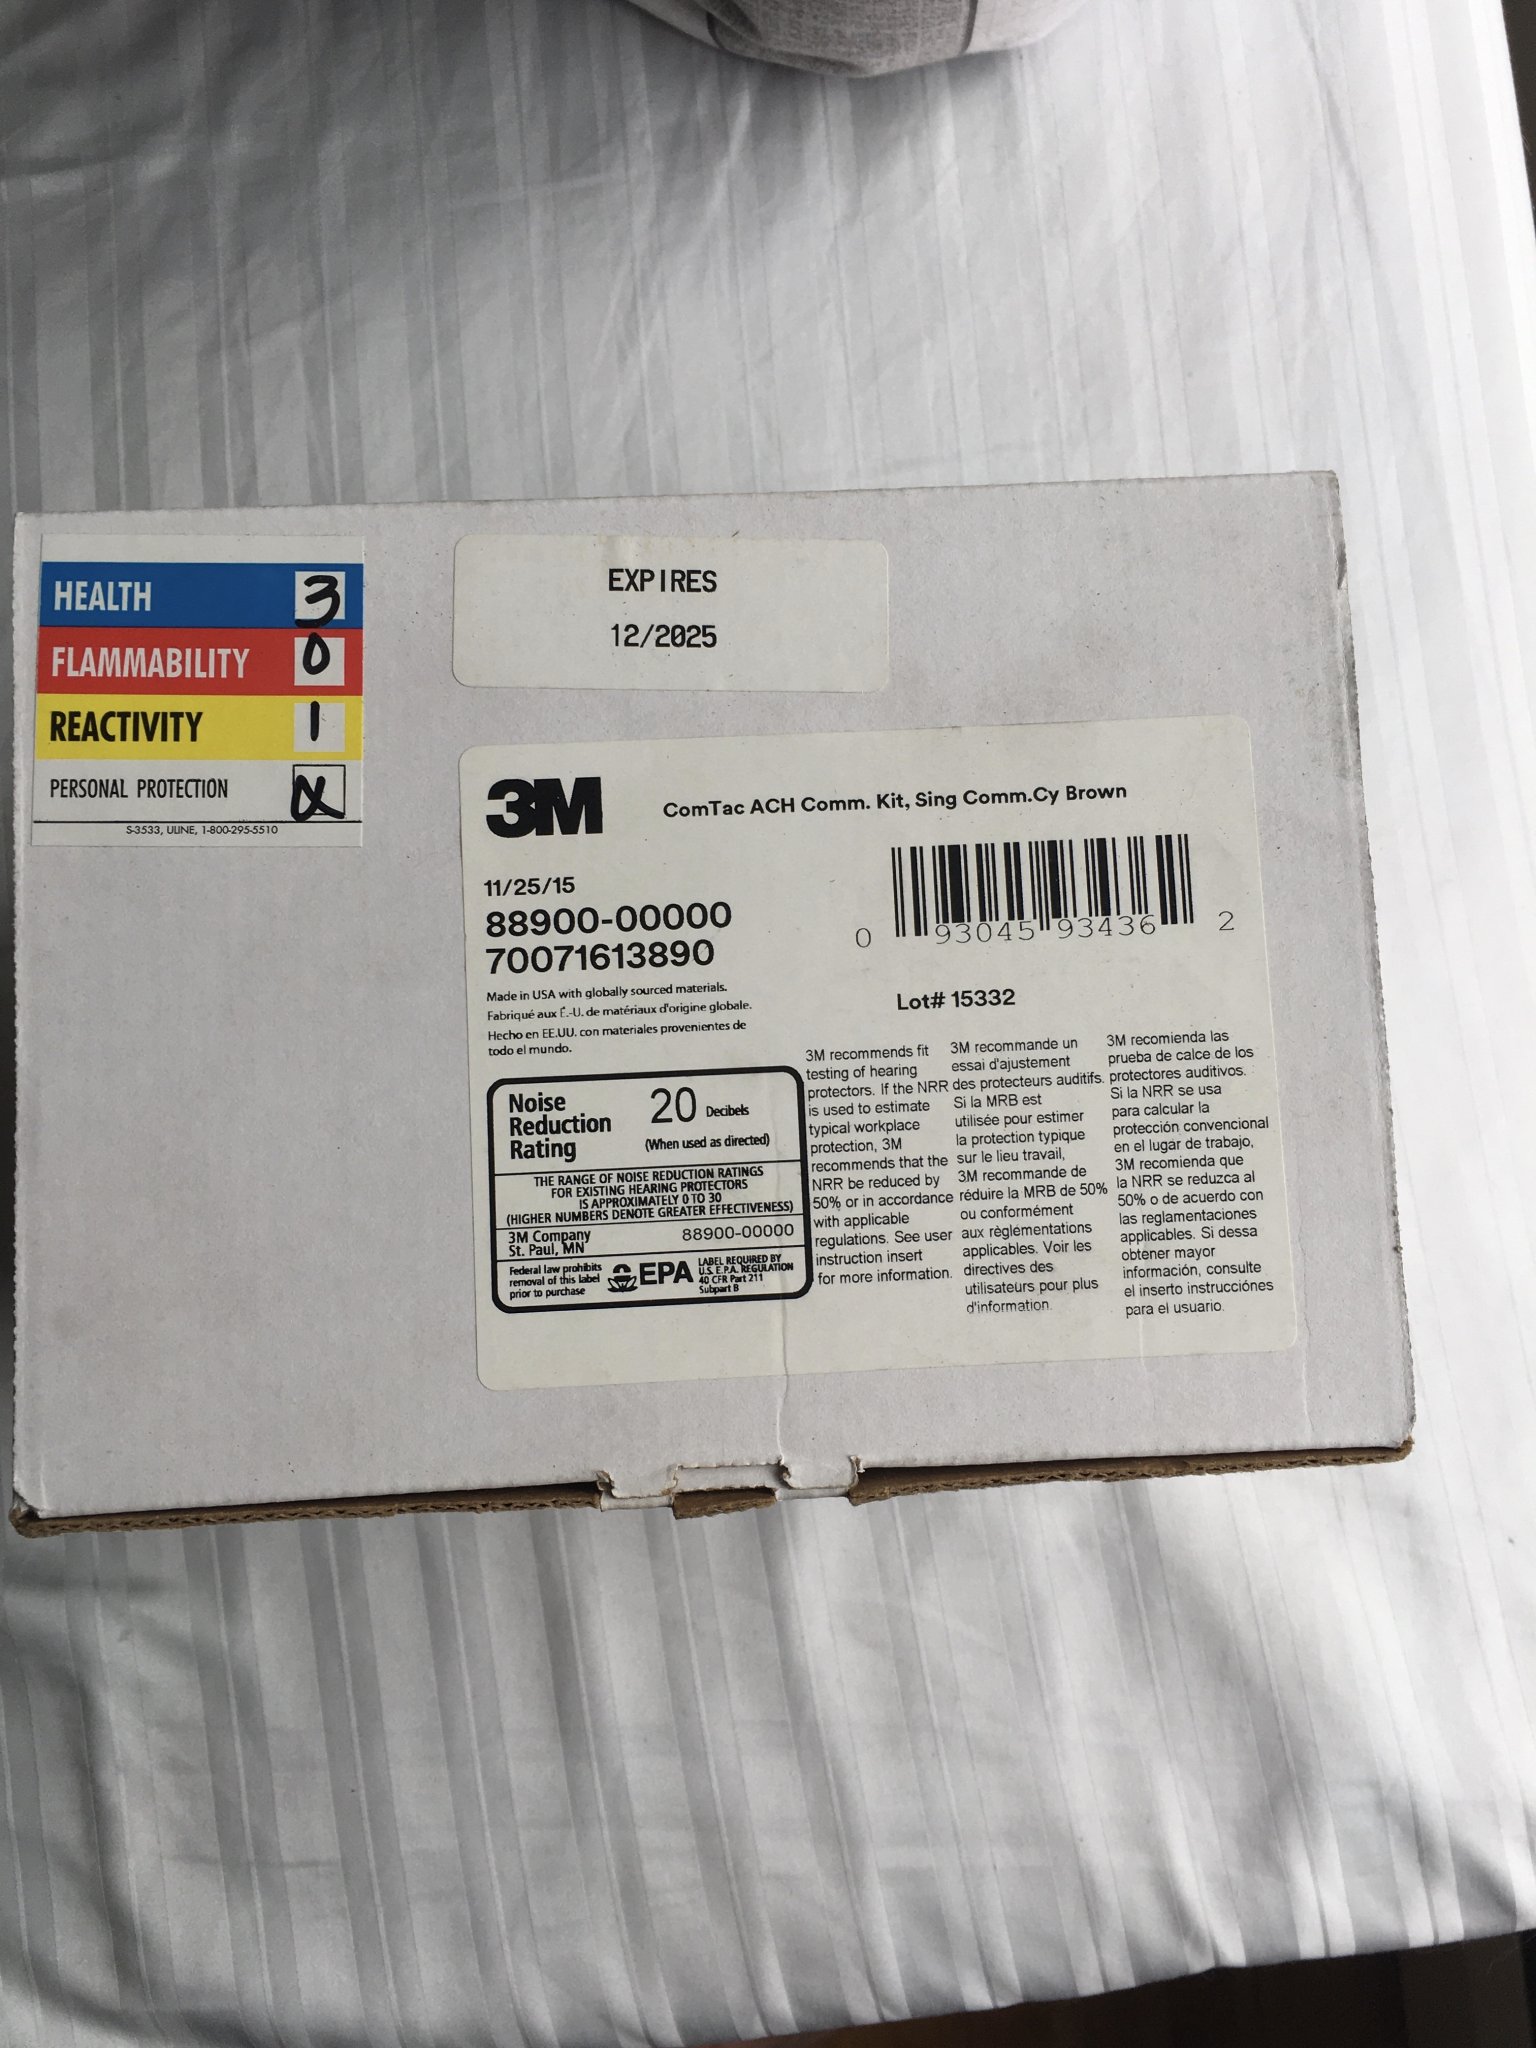 HEALTH 3
FLAMMABILITY 0
REACTIVITY 1
PERSONAL PROTECTION
S-3533, ULINE, 1-800-295-5510
EXPIRES
12/2025
3M
ComTac ACH Comm. Kit, Sing Comm.Cy Brown
11/25/15
88900-00000
70071613890
0 93045 93436 2
Made in USA with globally sourced materials.
Fabriqué aux É.-U. de matériaux d'origine globale.
Hecho en EE.UU. con materiales provenientes de
todo el mundo.
Lot# 15332
Noise
Reduction
Rating
20 Decibels
(When used as directed)
THE RANGE OF NOISE REDUCTION RATINGS
FOR EXISTING HEARING PROTECTORS
IS APPROXIMATELY 0 TO 30
(HIGHER NUMBERS DENOTE GREATER EFFECTIVENESS)
3M Company
St. Paul, MN
88900-00000
Federal law prohibits
removal of this label
prior to purchase
EPA
LABEL REQUIRED BY
U.S. E.P.A. REGULATION
40 CFR Part 211
Subpart B
3M recommends fit
testing of hearing
protectors. If the NRR
is used to estimate
typical workplace
protection, 3M
recommends that the
NRR be reduced by
50% or in accordance
with applicable
regulations. See user
instruction insert
for more information.
3M recommande un
essai d'ajustement
des protecteurs auditifs.
Si la MRB est
utilisée pour estimer
la protection typique
sur le lieu travail,
3M recommande de
réduire la MRB de 50%
ou conformément
aux règlémentations
applicables. Voir les
directives des
utilisateurs pour plus
d'information.
3M recomienda las
prueba de calce de los
protectores auditivos.
Si la NRR se usa
para calcular la
protección convencional
en el lugar de trabajo,
3M recomienda que
la NRR se reduzca al
50% o de acuerdo con
las reglamentaciones
applicables. Si dessa
obtener mayor
información, consulte
el inserto instrucciónes
para el usuario.